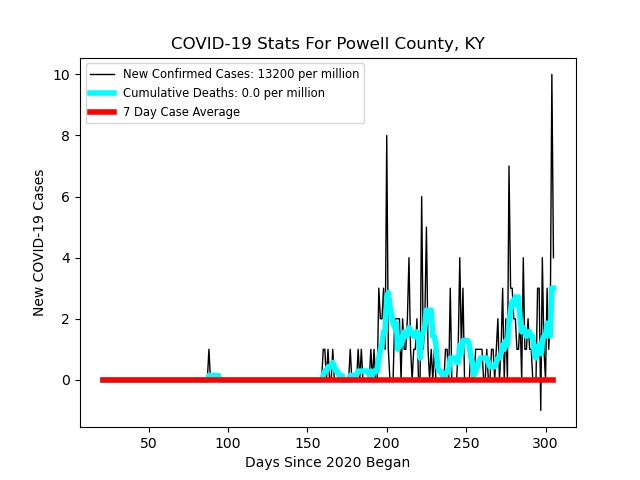 COVID-19 Stats For Powell County, KY
New Confirmed Cases: 13200 per million
Cumulative Deaths: 0.0 per million
7 Day Case Average
New COVID-19 Cases
10
8
6
4
2
0
50 100 150 200 250 300
Days Since 2020 Began